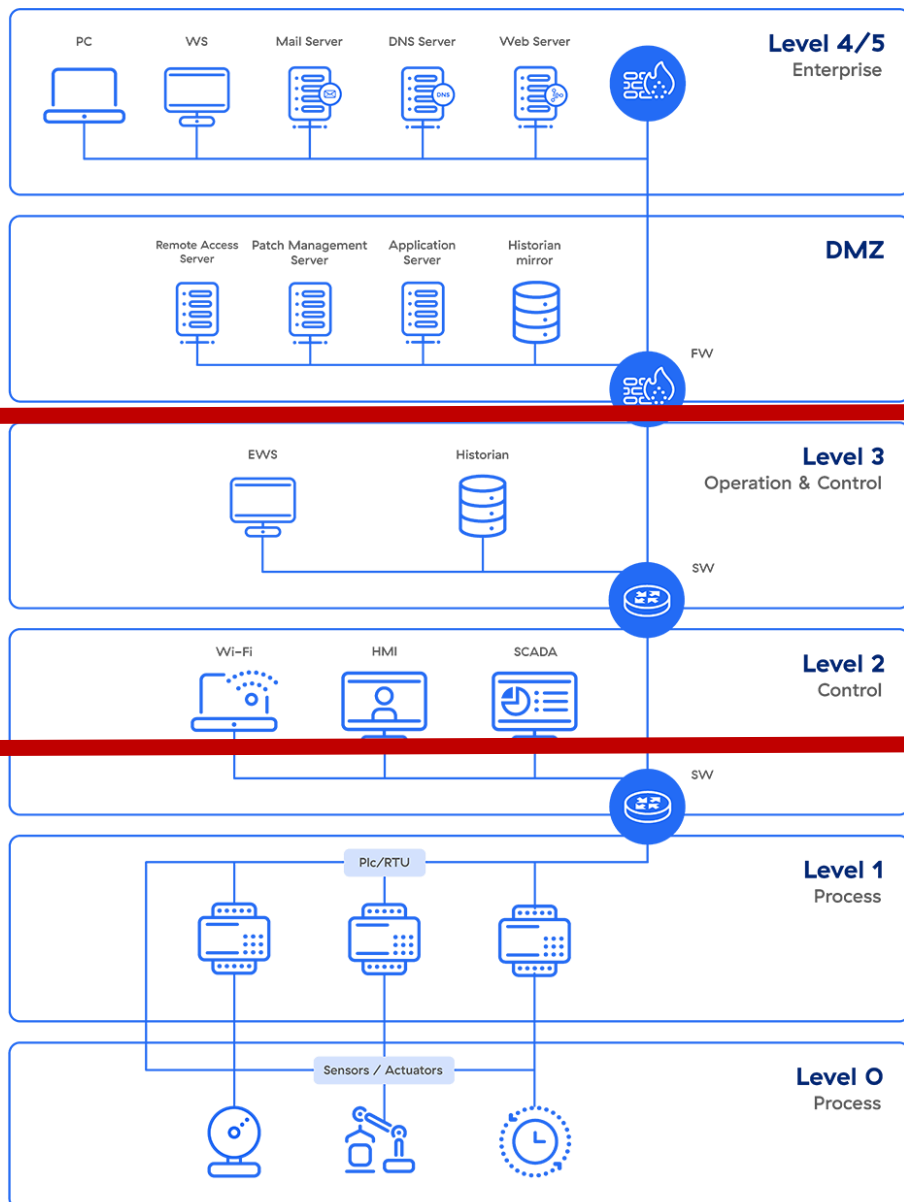 PC
WS
Mail Server
DNS Server
Web Server
Level 4/5
Enterprise
DNS
DMZ
Remote Access
Server
Patch Management
Server
Application
Server
Historian
mirror
FW
Level 3
Operation & Control
EWS
Historian
SW
Level 2
Control
Wi-Fi
HMI
SCADA
SW
Plc/RTU
Level 1
Process
Sensors / Actuators
Level 0
Process